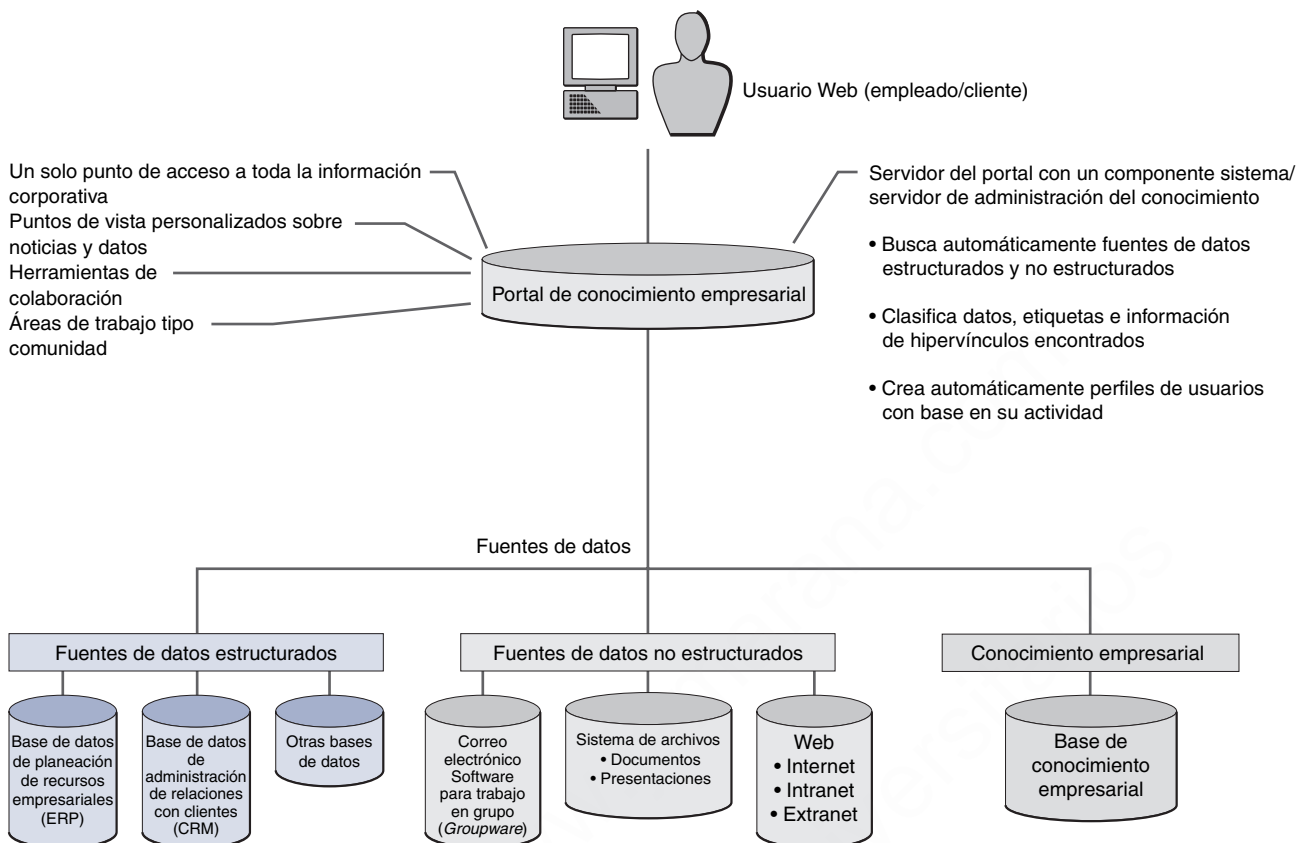 Usuario Web (empleado/cliente)
Un solo punto de acceso a toda la información
corporativa
Puntos de vista personalizados sobre
noticias y datos
Herramientas de
colaboración
Áreas de trabajo tipo
comunidad
Portal de conocimiento empresarial
Servidor del portal con un componente sistema/
servidor de administración del conocimiento
• Busca automáticamente fuentes de datos
estructurados y no estructurados
• Clasifica datos, etiquetas e información
de hipervínculos encontrados
• Crea automáticamente perfiles de usuarios
con base en su actividad
Fuentes de datos
Fuentes de datos estructurados
Base de datos
de planeación
de recursos
empresariales
(ERP)
Base de datos
de
administración
de relaciones
con clientes
(CRM)
Otras bases
de datos
Fuentes de datos no estructurados
Correo
electrónico
Software
para trabajo
en grupo
(Groupware)
Sistema de archivos
• Documentos
• Presentaciones
Web
• Internet
• Intranet
• Extranet
Conocimiento empresarial
Base de
conocimiento
empresarial